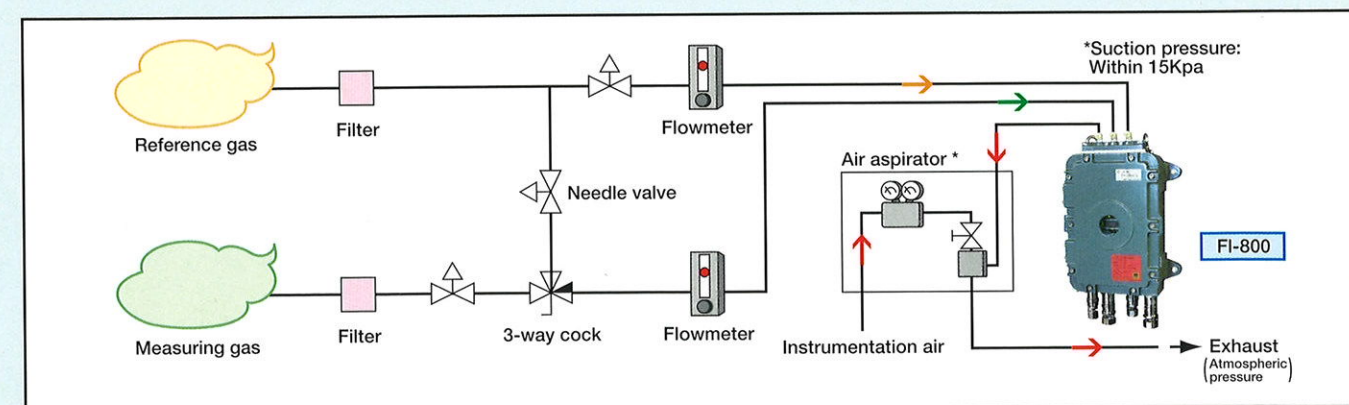 *Suction pressure:
Within 15Kpa
Reference gas
Filter
Flowmeter
Needle valve
Air aspirator *
FI-800
Measuring gas
Filter
3-way cock
Flowmeter
Instrumentation air
Exhaust
(Atmospheric
pressure)